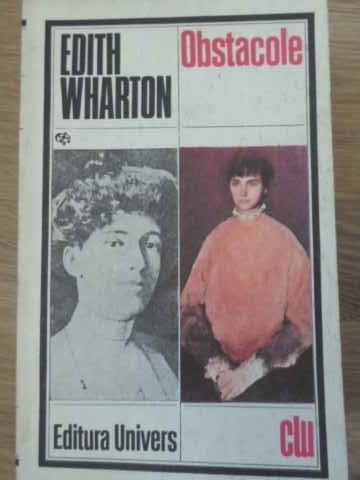 EDITH
WHARTON
Obstacole
Editura Univers
clu